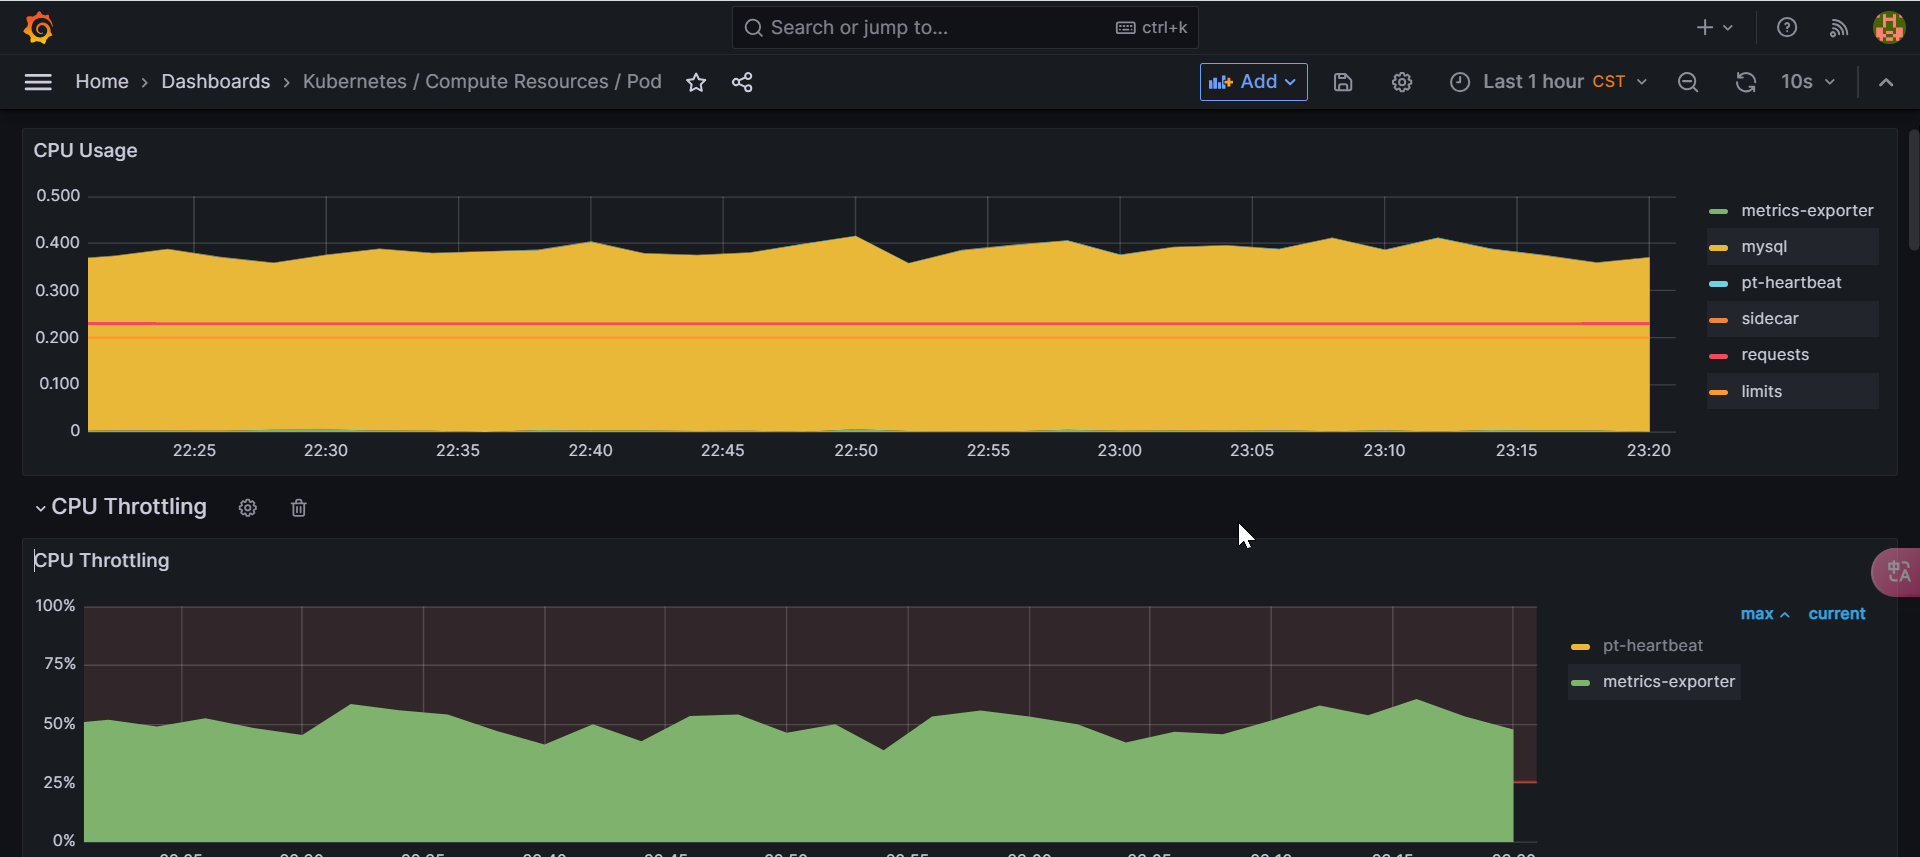 Search or jump to... ctrl+k
Home › Dashboards › Kubernetes / Compute Resources / Pod
Add
Last 1 hour CST
10s
CPU Usage
0.500
0.400
0.300
0.200
0.100
0
22:25 22:30 22:35 22:40 22:45 22:50 22:55 23:00 23:05 23:10 23:15 23:20
metrics-exporter
mysql
pt-heartbeat
sidecar
requests
limits
CPU Throttling
CPU Throttling
100%
75%
50%
25%
0%
max current
pt-heartbeat
metrics-exporter
中A